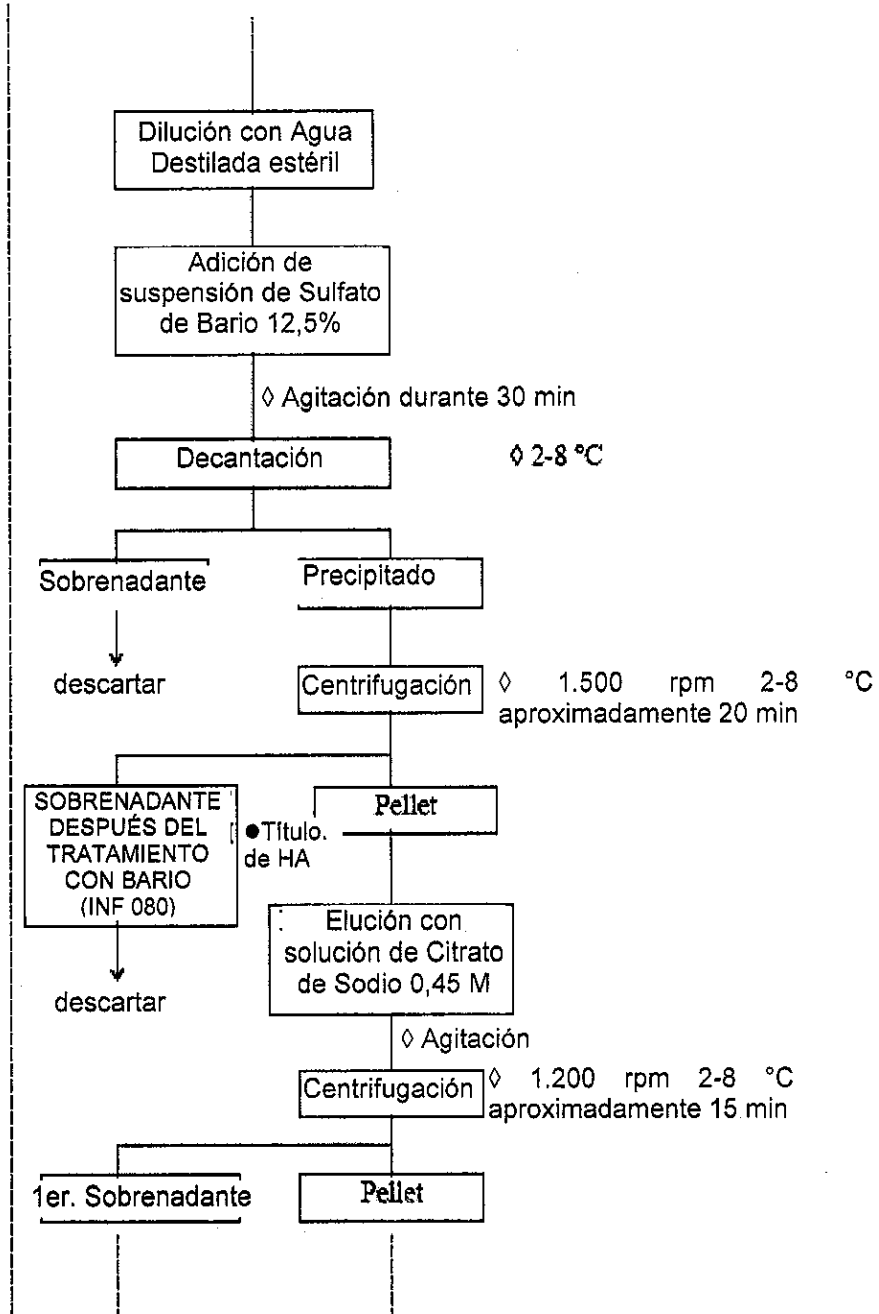 Dilución con Agua
Destilada estéril
Adición de
suspensión de Sulfato
de Bario 12,5%
◊ Agitación durante 30 min
Decantación
◊ 2-8 °C
Sobrenadante
Precipitado
descartar
Centrifugación
◊ 1.500 rpm 2-8 °C
aproximadamente 20 min
SOBRENADANTE
DESPUÉS DEL
TRATAMIENTO
CON BARIO
(INF 080)
●Título.
de HA
Pellet
descartar
: Elución con
solución de Citrato
de Sodio 0,45 M
◊ Agitación
Centrifugación
◊ 1.200 rpm 2-8 °C
aproximadamente 15 min
1er. Sobrenadante
Pellet